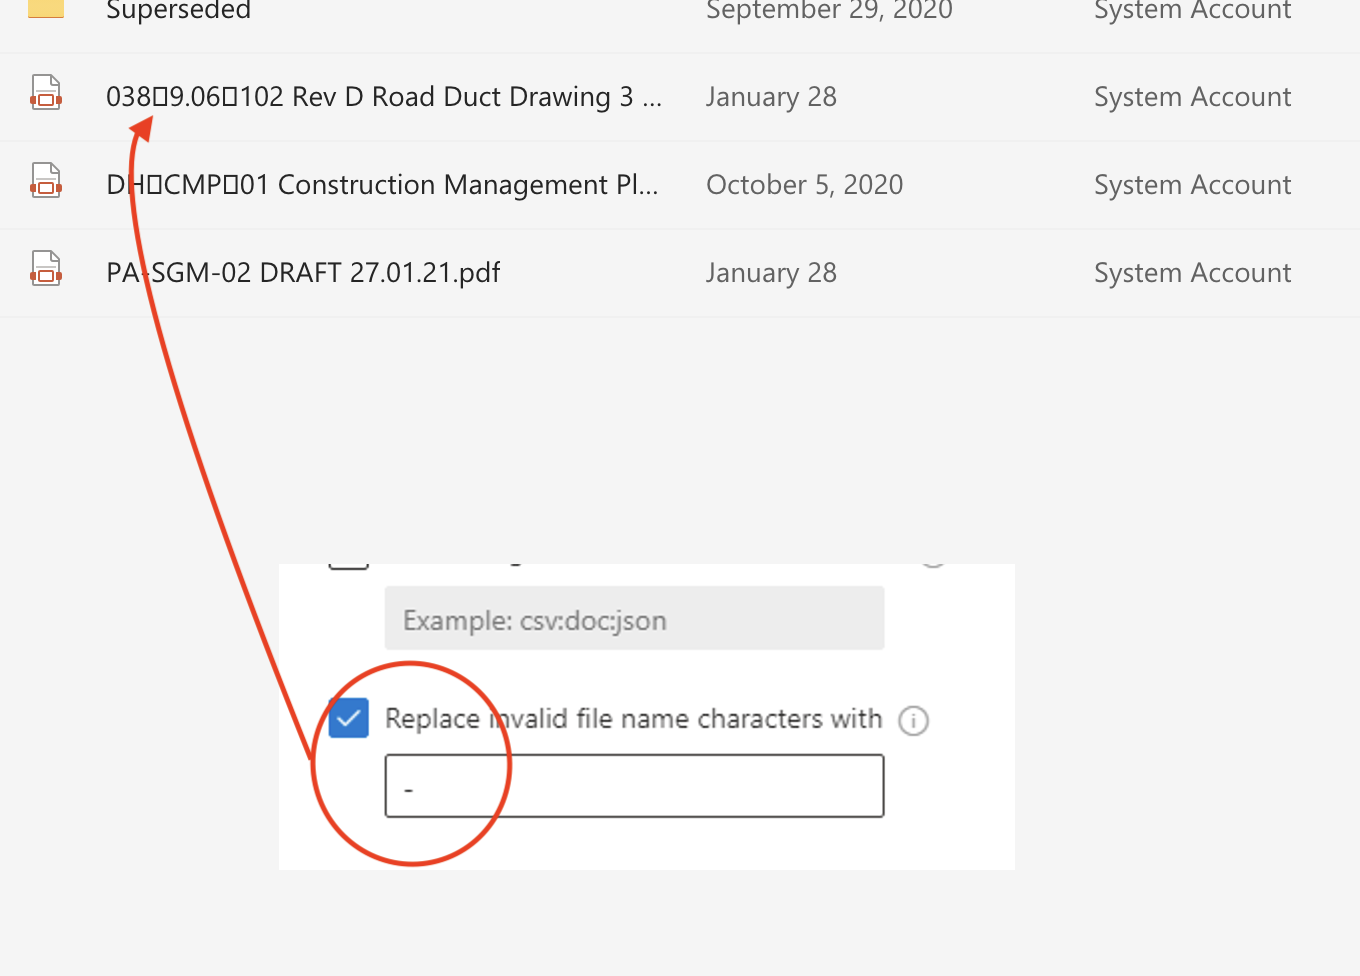 Superseded September 29, 2020 System Account
038▯9.06▯102 Rev D Road Duct Drawing 3 ... January 28 System Account
DH▯CMP▯01 Construction Management Pl... October 5, 2020 System Account
PA-SGM-02 DRAFT 27.01.21.pdf January 28 System Account
Example: csv:doc:json
Replace invalid file name characters with
-